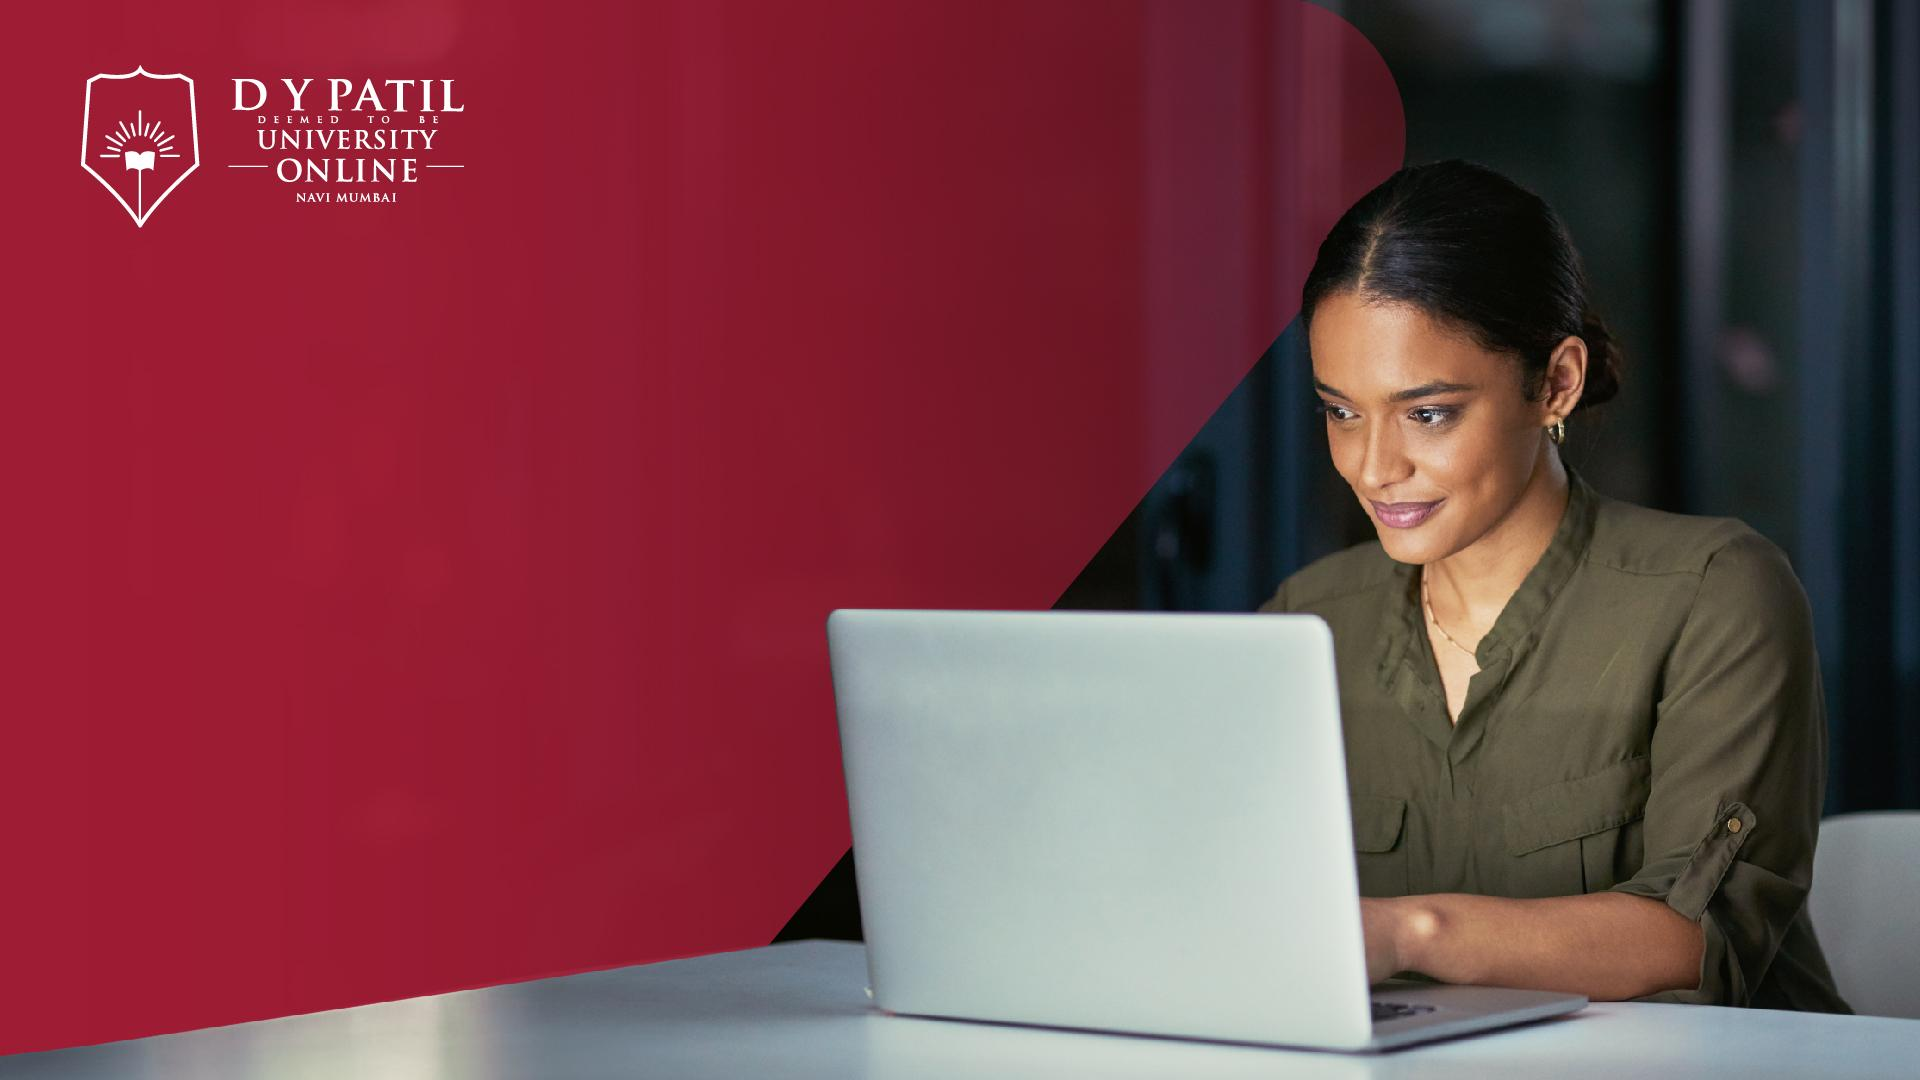 D Y PATIL
DEEMED TO BE
UNIVERSITY
ONLINE
NAVI MUMBAI